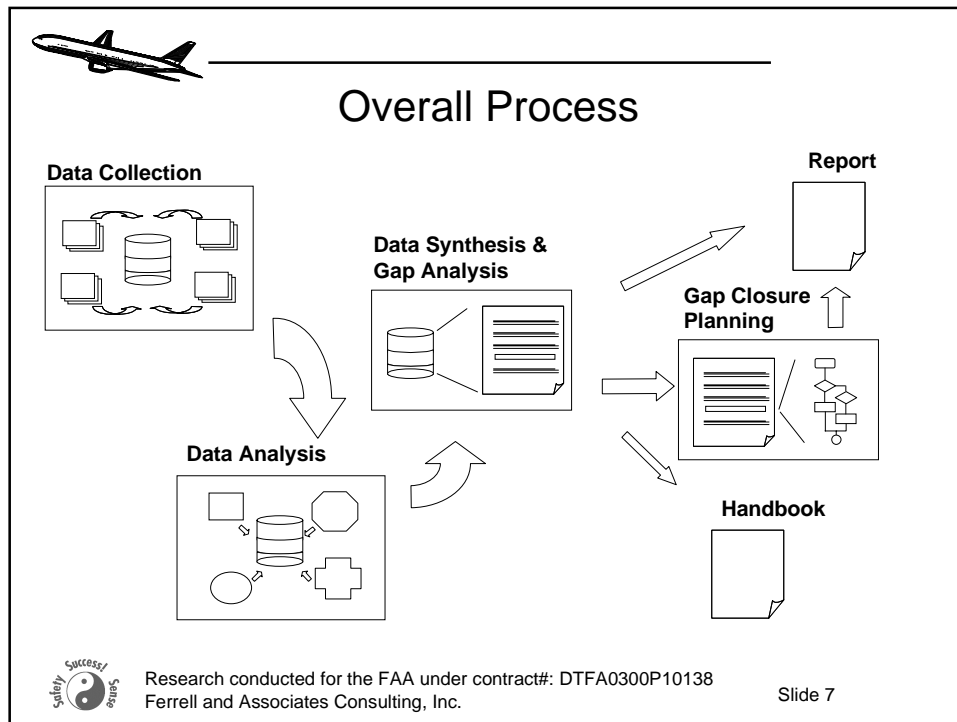 Overall Process
Data Collection
Report
Data Synthesis &
Gap Analysis
Gap Closure
Planning
Data Analysis
Handbook
Safety Success! Sense
Research conducted for the FAA under contract#: DTFA0300P10138
Ferrell and Associates Consulting, Inc.
Slide 7